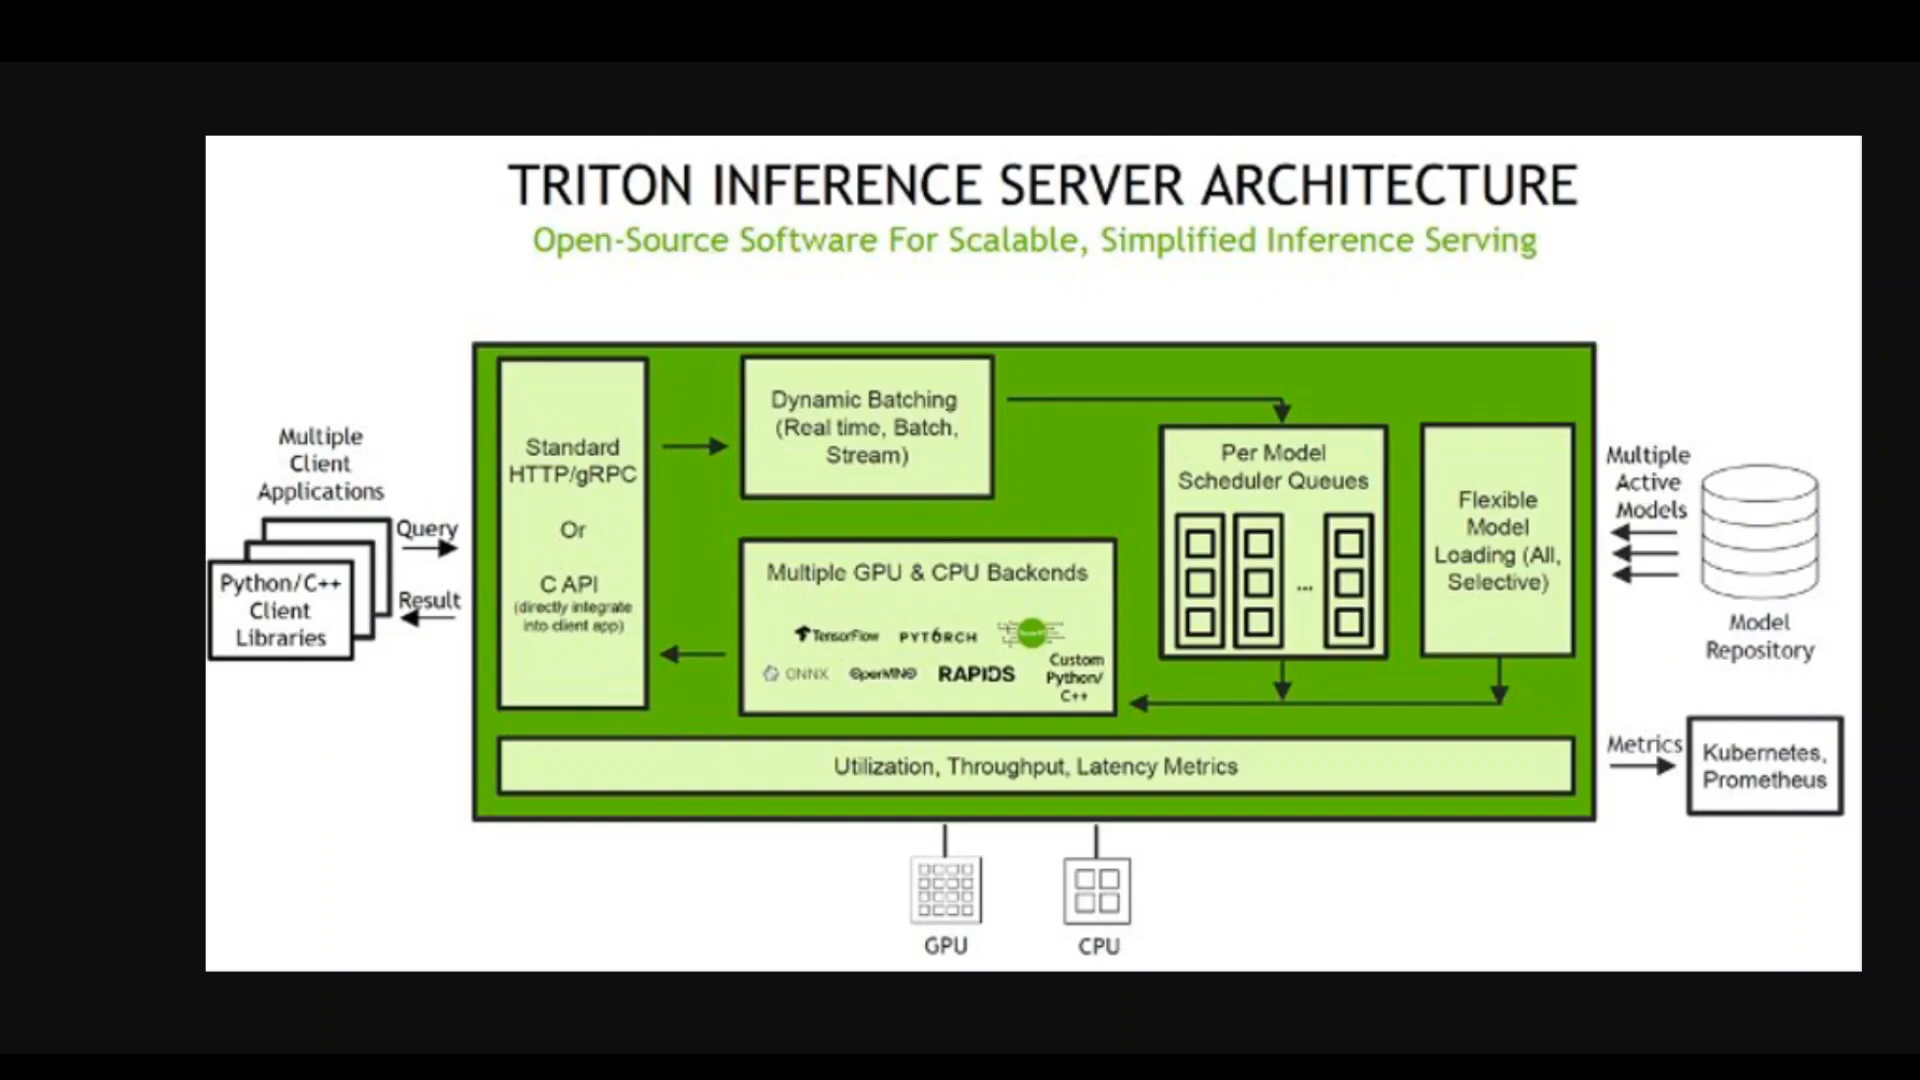 TRITON INFERENCE SERVER ARCHITECTURE
Open-Source Software For Scalable, Simplified Inference Serving
Multiple
Client
Applications
Python/C++
Client
Libraries
Query
Result
Standard
HTTP/gRPC
Or
C API
(directly integrate
into client app)
Dynamic Batching
(Real time, Batch,
Stream)
Multiple GPU & CPU Backends
TensorFlow
PYTORCH
ONNX
OpenVINO
RAPIDS
Custom
Python/
C++
Per Model
Scheduler Queues
...
Flexible
Model
Loading (All,
Selective)
Multiple
Active
Models
Model
Repository
Utilization, Throughput, Latency Metrics
Metrics
Kubernetes,
Prometheus
GPU
CPU